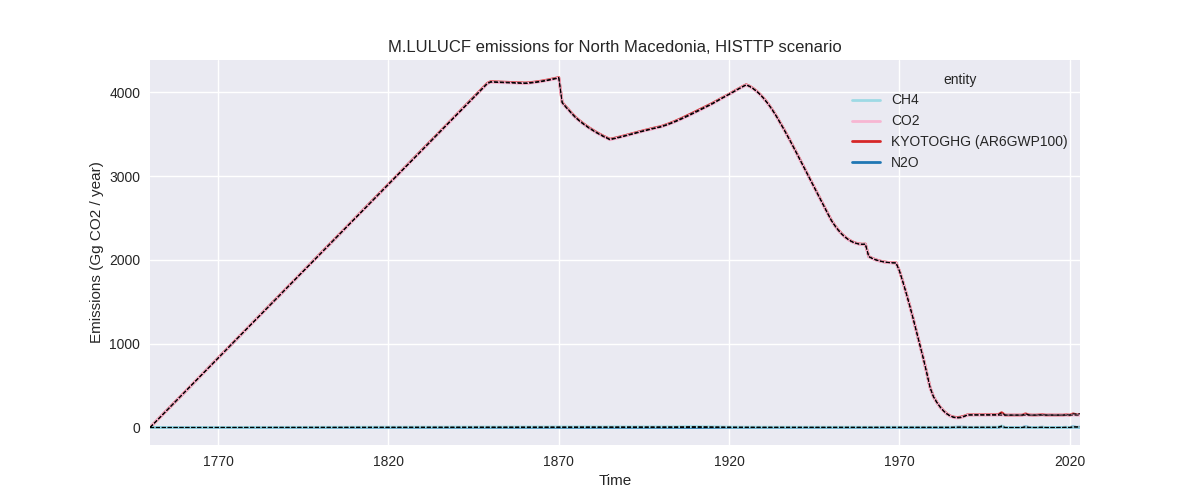 M.LULUCF emissions for North Macedonia, HISTTP scenario
Emissions (Gg CO2 / year)
4000
3000
2000
1000
0
entity
CH4
CO2
KYOTOGHG (AR6GWP100)
N2O
1770
1820
1870
1920
1970
2020
Time